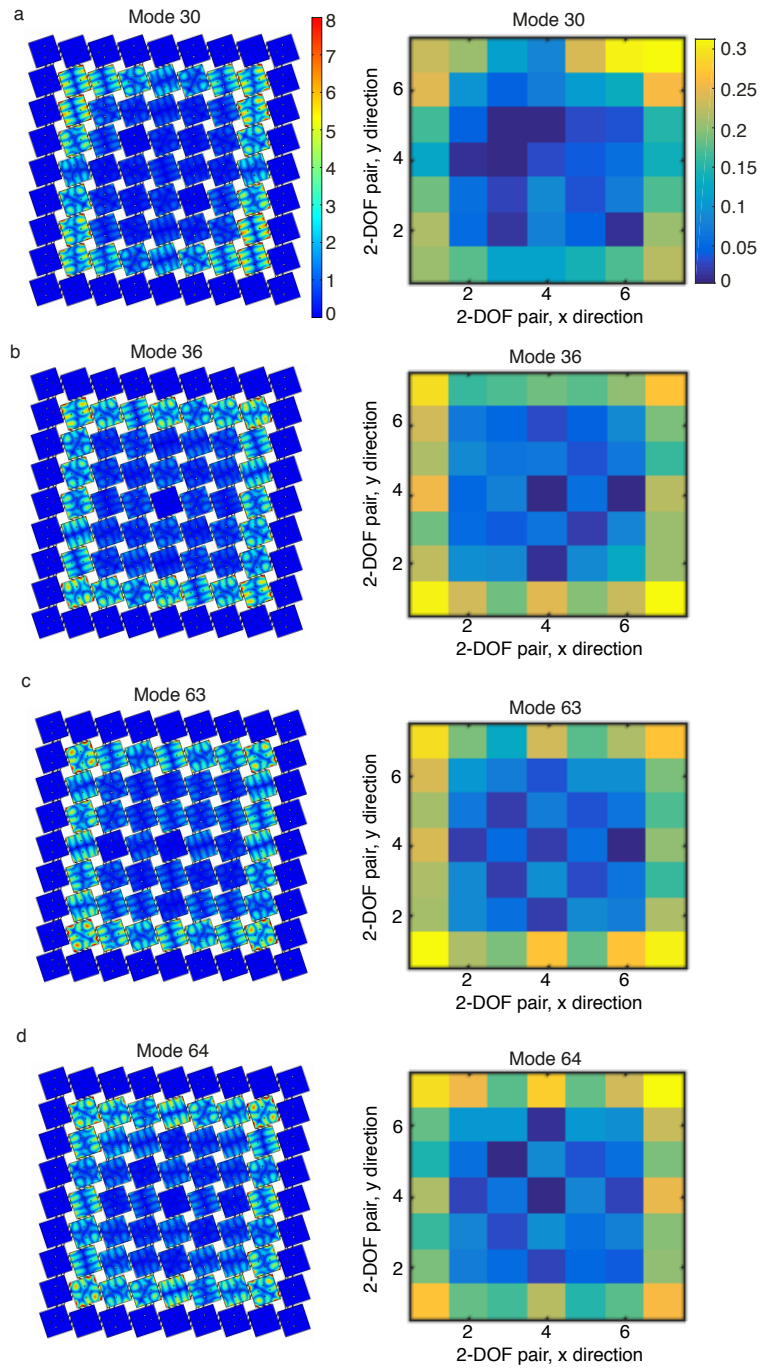 a
Mode 30
8
7
6
5
4
3
2
1
0
Mode 30
2-DOF pair, y direction
6
4
2
2 4 6
2-DOF pair, x direction
0.3
0.25
0.2
0.15
0.1
0.05
0
b
Mode 36
Mode 36
2-DOF pair, y direction
6
4
2
2 4 6
2-DOF pair, x direction
c
Mode 63
Mode 63
2-DOF pair, y direction
6
4
2
2 4 6
2-DOF pair, x direction
d
Mode 64
Mode 64
2-DOF pair, y direction
6
4
2
2 4 6
2-DOF pair, x direction